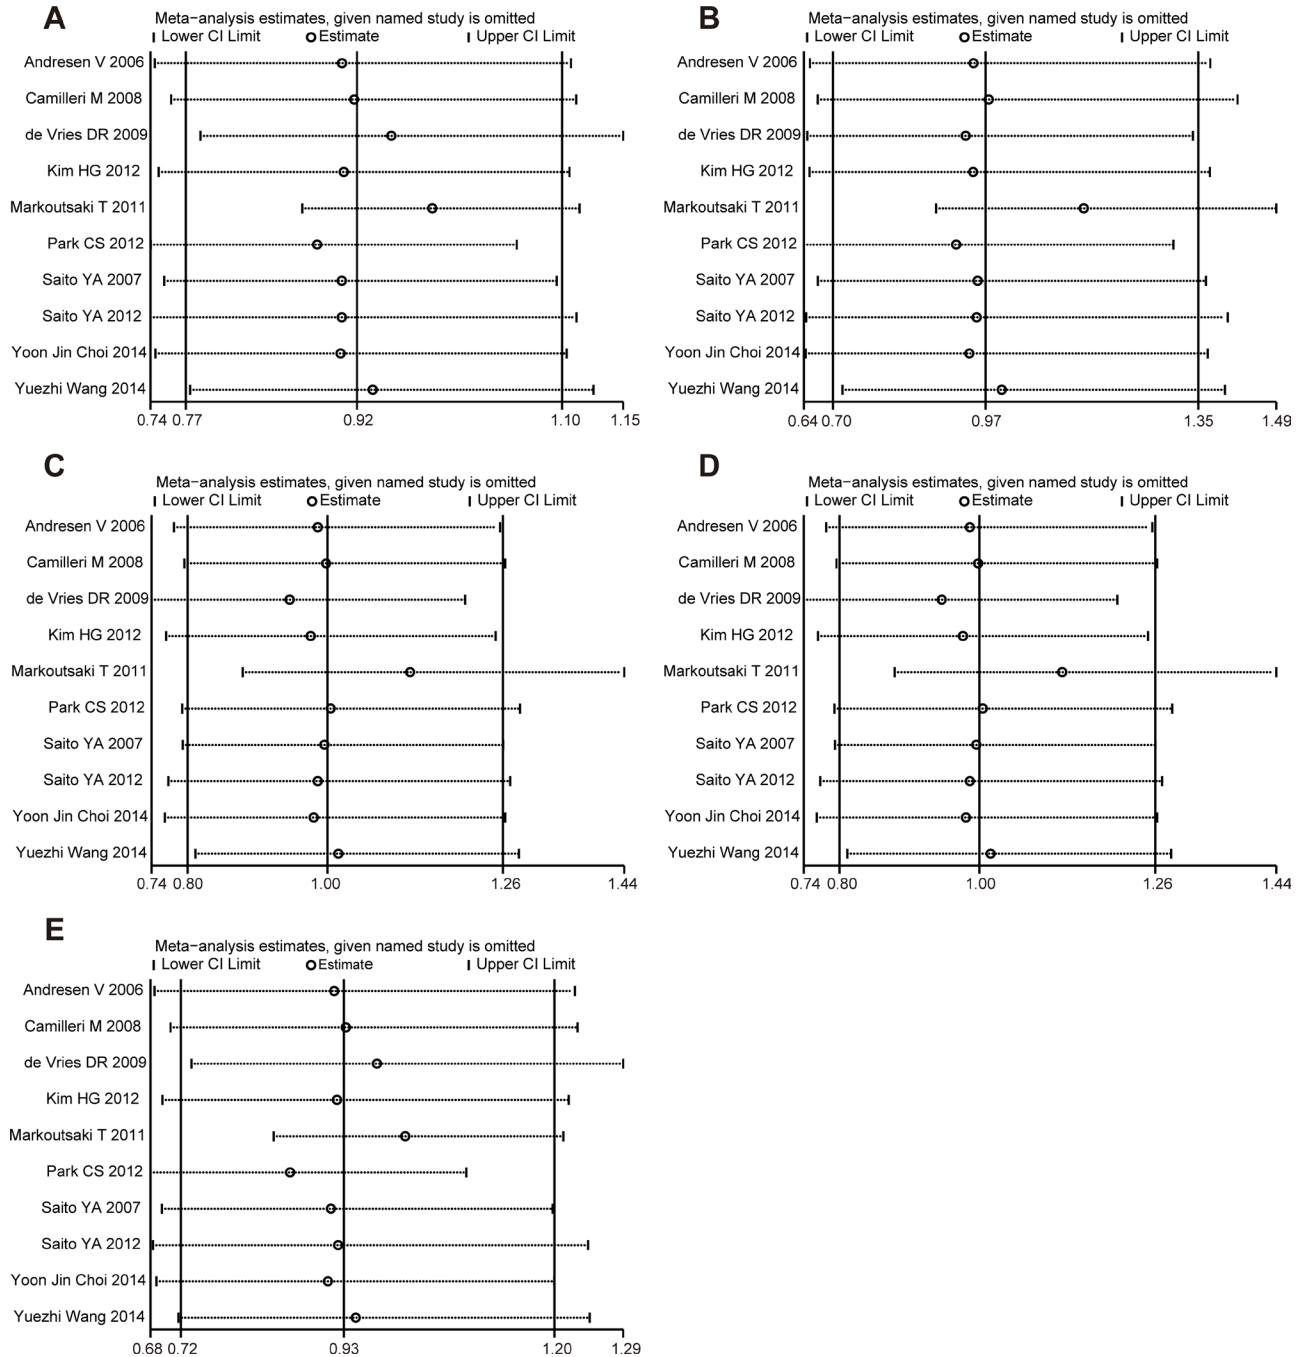 A
Meta−analysis estimates, given named study is omitted
Lower CI Limit Estimate Upper CI Limit
Andresen V 2006
Camilleri M 2008
de Vries DR 2009
Kim HG 2012
Markoutsaki T 2011
Park CS 2012
Saito YA 2007
Saito YA 2012
Yoon Jin Choi 2014
Yuezhi Wang 2014
0.74 0.77 0.92 1.10 1.15
B
Meta−analysis estimates, given named study is omitted
Lower CI Limit Estimate Upper CI Limit
Andresen V 2006
Camilleri M 2008
de Vries DR 2009
Kim HG 2012
Markoutsaki T 2011
Park CS 2012
Saito YA 2007
Saito YA 2012
Yoon Jin Choi 2014
Yuezhi Wang 2014
0.64 0.70 0.97 1.35 1.49
C
Meta−analysis estimates, given named study is omitted
Lower CI Limit Estimate Upper CI Limit
Andresen V 2006
Camilleri M 2008
de Vries DR 2009
Kim HG 2012
Markoutsaki T 2011
Park CS 2012
Saito YA 2007
Saito YA 2012
Yoon Jin Choi 2014
Yuezhi Wang 2014
0.74 0.80 1.00 1.26 1.44
D
Meta−analysis estimates, given named study is omitted
Lower CI Limit Estimate Upper CI Limit
Andresen V 2006
Camilleri M 2008
de Vries DR 2009
Kim HG 2012
Markoutsaki T 2011
Park CS 2012
Saito YA 2007
Saito YA 2012
Yoon Jin Choi 2014
Yuezhi Wang 2014
0.74 0.80 1.00 1.26 1.44
E
Meta−analysis estimates, given named study is omitted
Lower CI Limit Estimate Upper CI Limit
Andresen V 2006
Camilleri M 2008
de Vries DR 2009
Kim HG 2012
Markoutsaki T 2011
Park CS 2012
Saito YA 2007
Saito YA 2012
Yoon Jin Choi 2014
Yuezhi Wang 2014
0.68 0.72 0.93 1.20 1.29